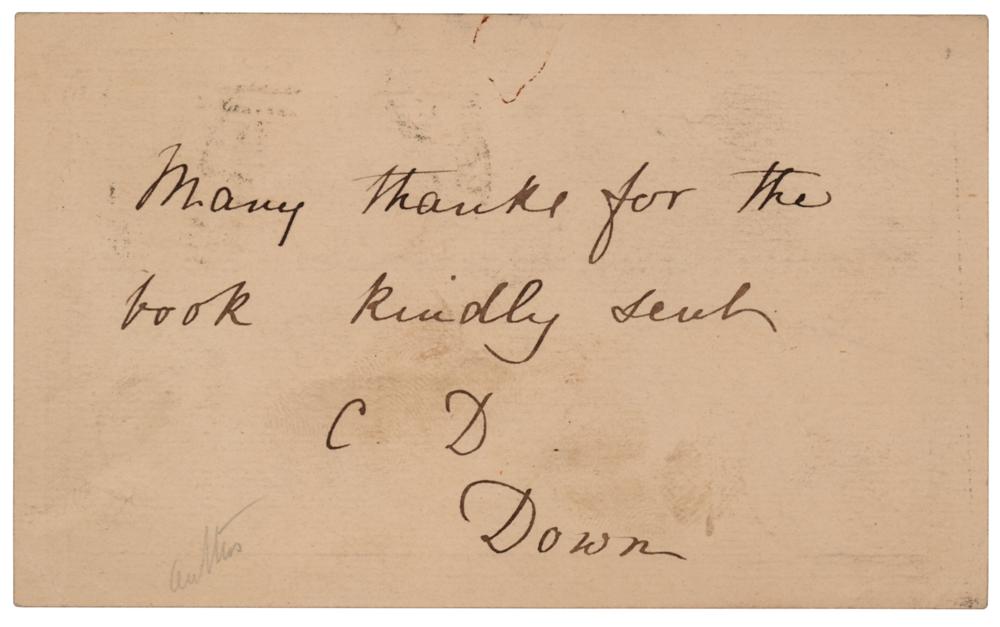 Many thanks for the
book kindly sent
C D
Down